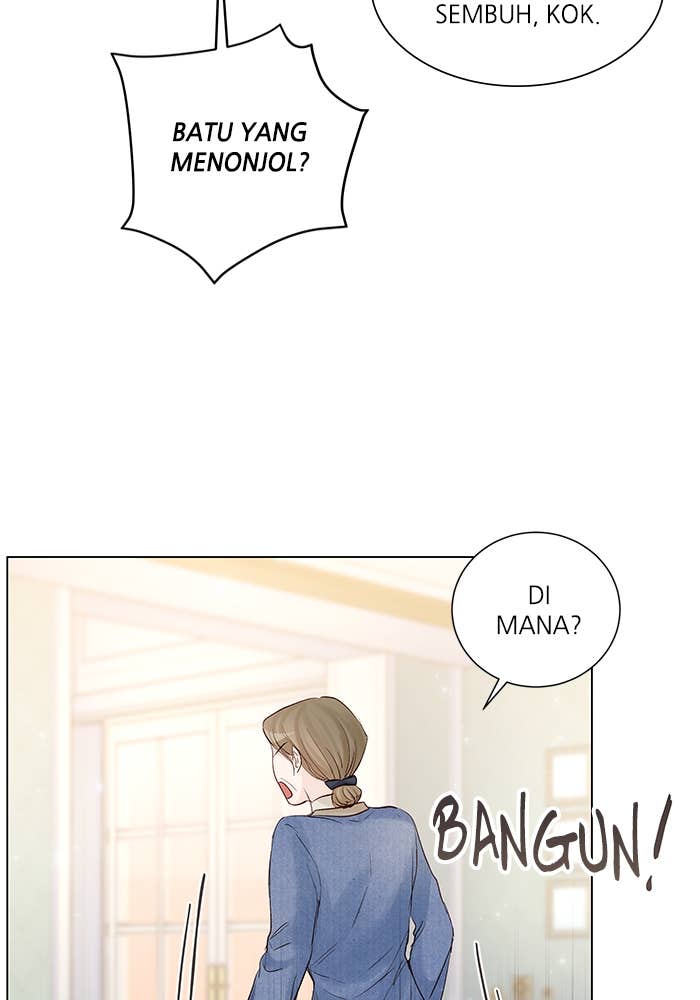 SEMBUH, KOK.
BATU YANG
MENONJOL?
DI
MANA?
BANGUN!